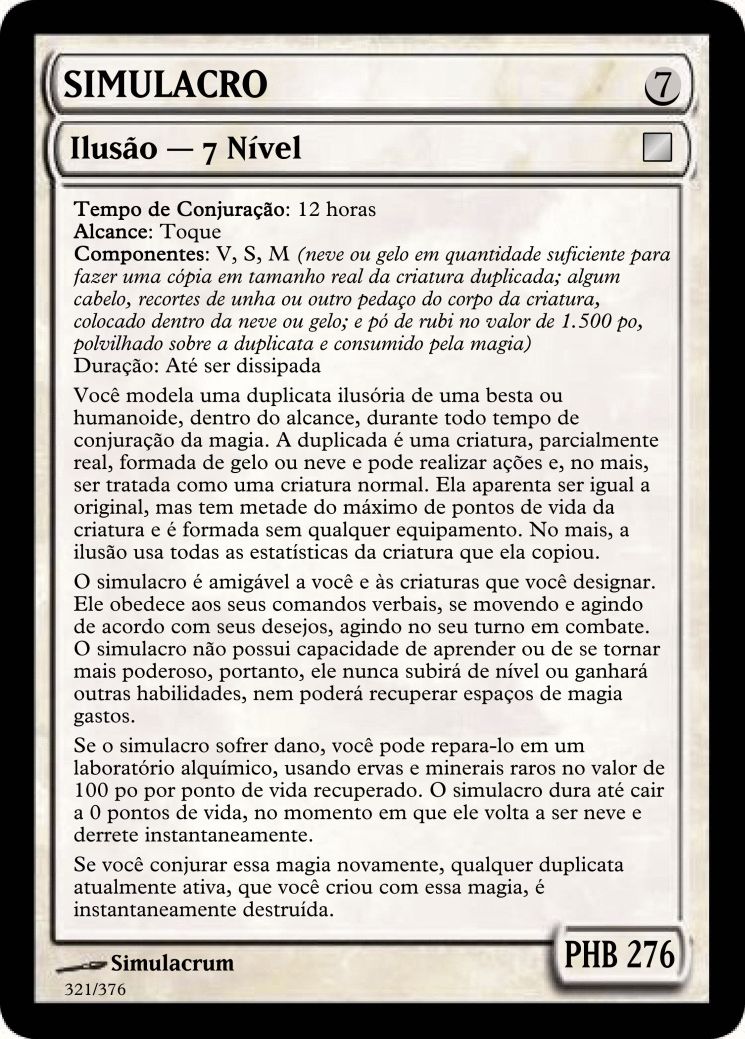 SIMULACRO
7
Ilusão — 7 Nível
Tempo de Conjuração: 12 horas
Alcance: Toque
Componentes: V, S, M (neve ou gelo em quantidade suficiente para
fazer uma cópia em tamanho real da criatura duplicada; algum
cabelo, recortes de unha ou outro pedaço do corpo da criatura,
colocado dentro da neve ou gelo; e pó de rubi no valor de 1.500 po,
polvilhado sobre a duplicata e consumido pela magia)
Duração: Até ser dissipada
Você modela uma duplicata ilusória de uma besta ou
humanoide, dentro do alcance, durante todo tempo de
conjuração da magia. A duplicada é uma criatura, parcialmente
real, formada de gelo ou neve e pode realizar ações e, no mais,
ser tratada como uma criatura normal. Ela aparenta ser igual a
original, mas tem metade do máximo de pontos de vida da
criatura e é formada sem qualquer equipamento. No mais, a
ilusão usa todas as estatísticas da criatura que ela copiou.
O simulacro é amigável a você e às criaturas que você designar.
Ele obedece aos seus comandos verbais, se movendo e agindo
de acordo com seus desejos, agindo no seu turno em combate.
O simulacro não possui capacidade de aprender ou de se tornar
mais poderoso, portanto, ele nunca subirá de nível ou ganhará
outras habilidades, nem poderá recuperar espaços de magia
gastos.
Se o simulacro sofrer dano, você pode repara-lo em um
laboratório alquímico, usando ervas e minerais raros no valor de
100 po por ponto de vida recuperado. O simulacro dura até cair
a 0 pontos de vida, no momento em que ele volta a ser neve e
derrete instantaneamente.
Se você conjurar essa magia novamente, qualquer duplicata
atualmente ativa, que você criou com essa magia, é
instantaneamente destruída.
PHB 276
Simulacrum
321/376